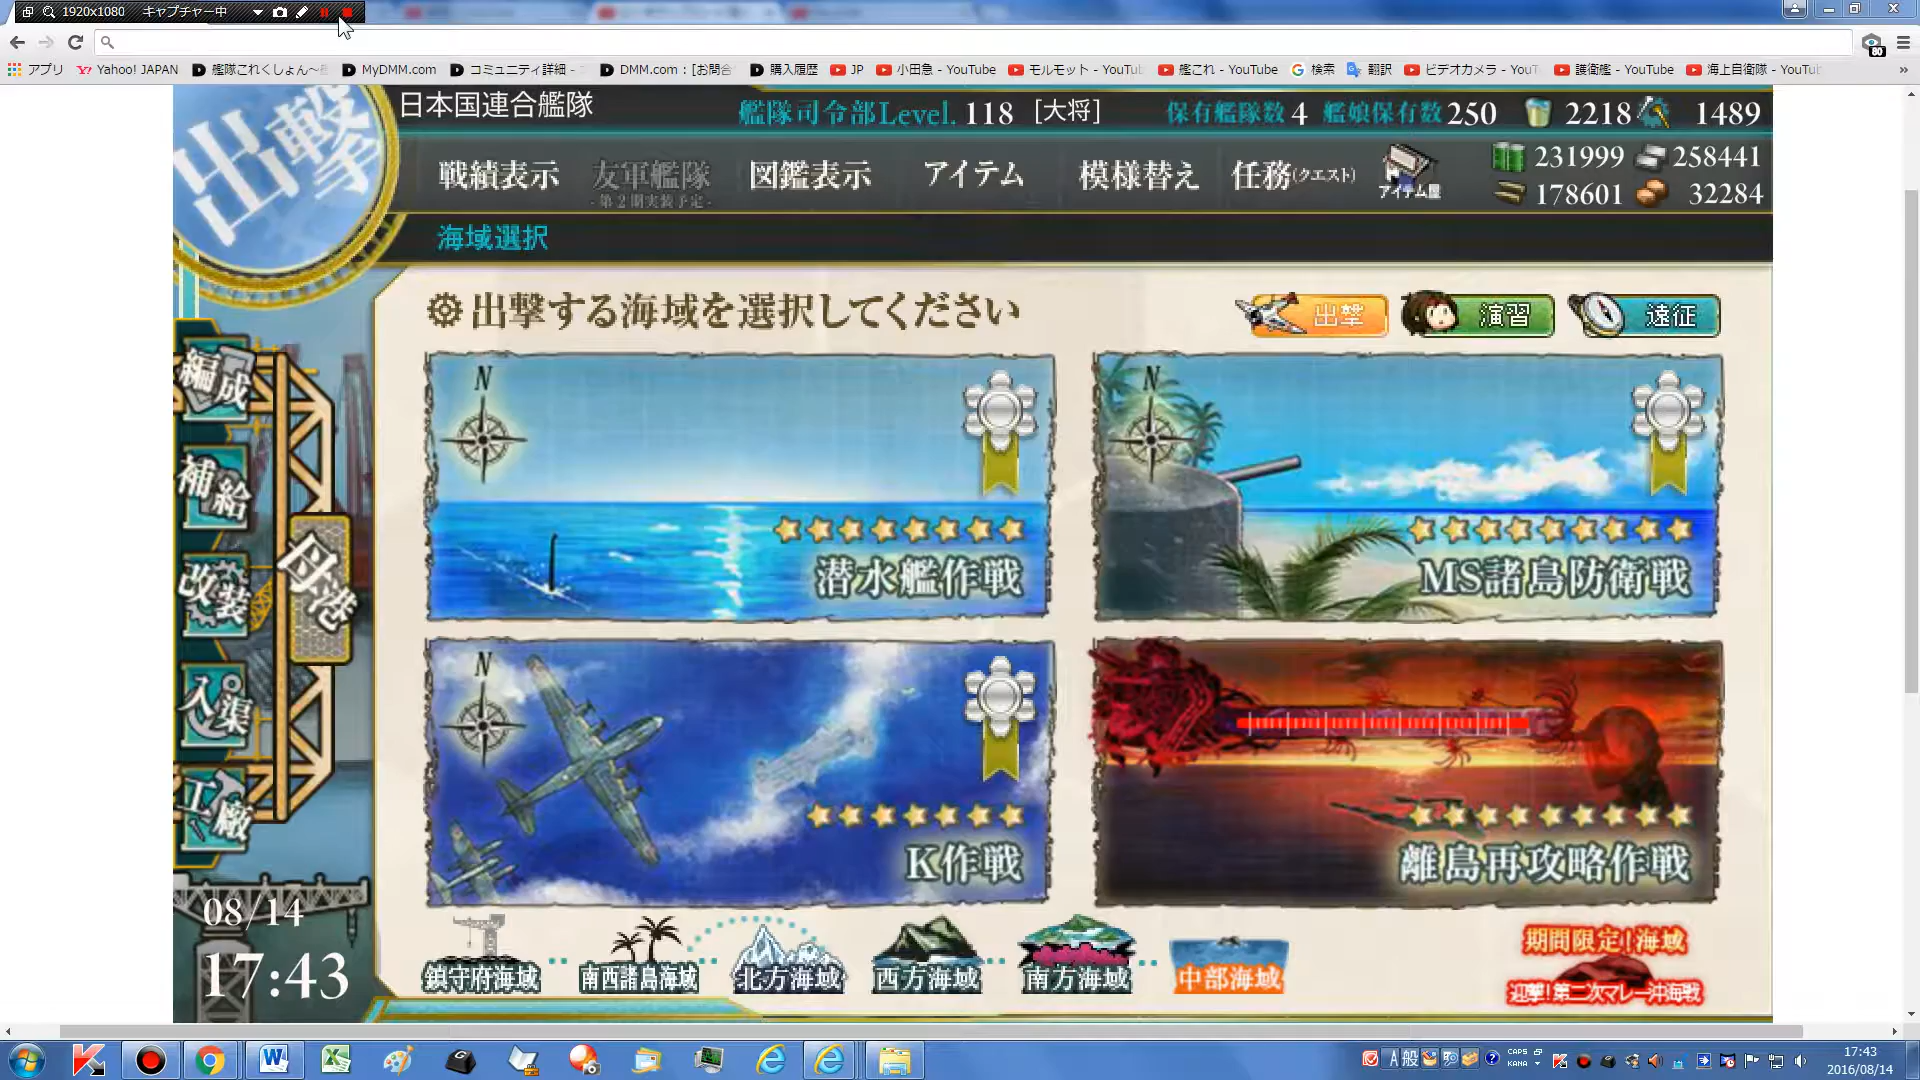 1920x1080 キャプチャー中
80
アプリ Yahoo! JAPAN 艦隊これくしょん～ MyDMM.com コミュニティ詳細 - DMM.com : [お問合 購入履歴 JP 小田急 - YouTube モルモット - YouTu 艦これ - YouTube 検索 翻訳 ビデオカメラ - YouT 護衛艦 - YouTube 海上自衛隊 - YouTu »
出撃
日本国連合艦隊 艦隊司令部Level. 118 [大将] 保有艦隊数 4 艦娘保有数 250 2218 1489
戦績表示 友軍艦隊 図鑑表示 アイテム 模様替え 任務(クエスト) アイテム屋 231999 258441
-第2期実装予定- 178601 32284
海域選択
出撃する海域を選択してください 出撃 演習 遠征
編成
補給
改装
入渠
工廠
母港
N
潜水艦作戦
N
MS諸島防衛戦
N
K作戦
離島再攻略作戦
08/14
17:43
鎮守府海域 南西諸島海域 北方海域 西方海域 南方海域 中部海域
期間限定!海域
迎撃!第二次マレー沖海戦
A 般 CAPS KANA
17:43
2016/08/14